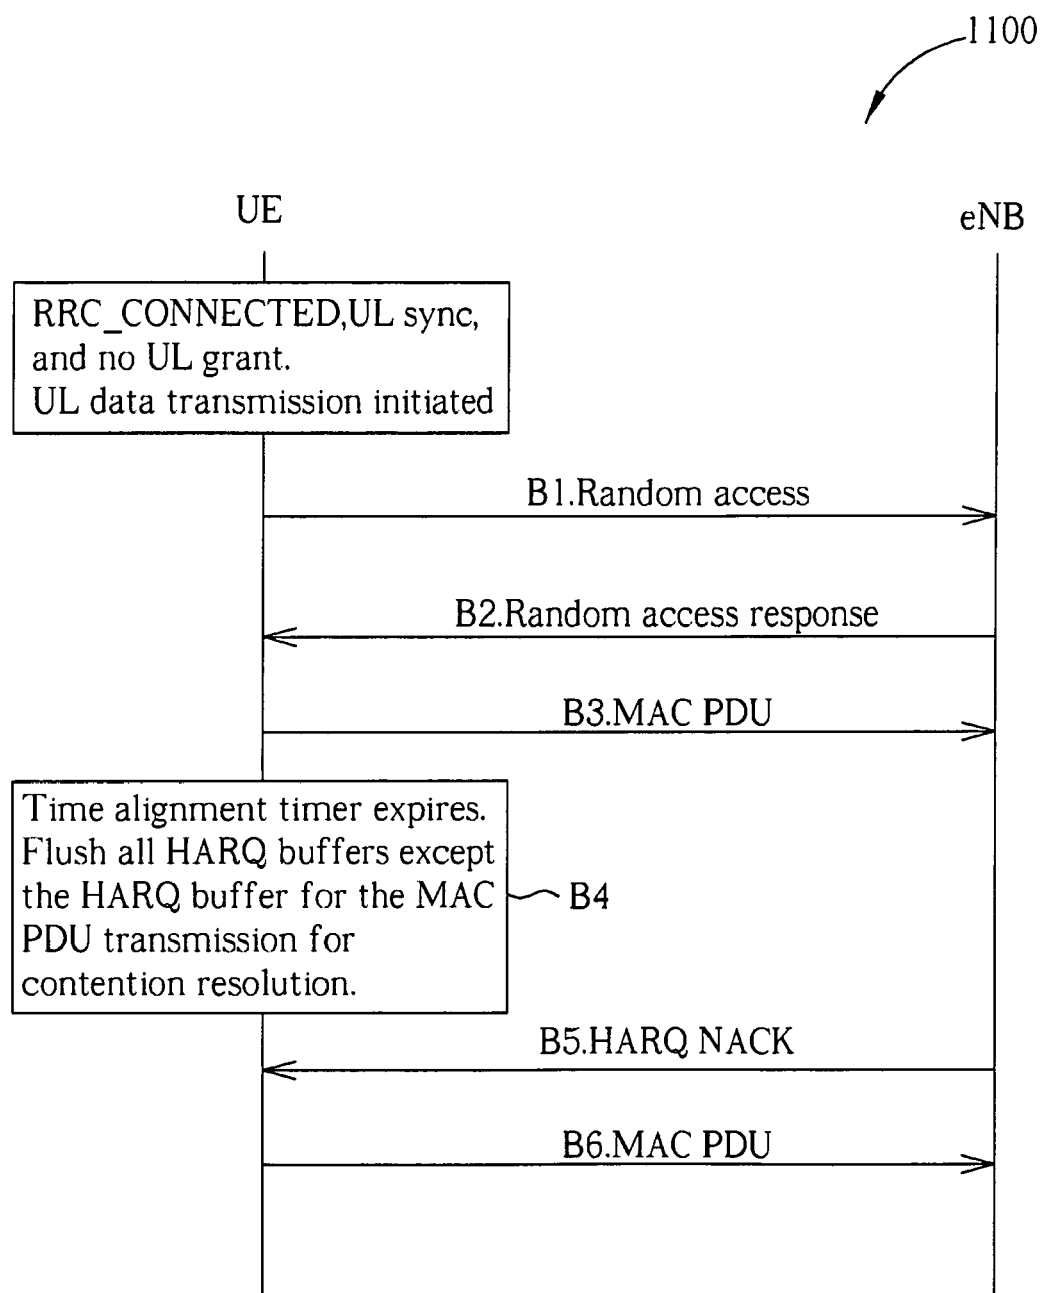 1100
UE
eNB
RRC_CONNECTED,UL sync,
and no UL grant.
UL data transmission initiated
B1.Random access
B2.Random access response
B3.MAC PDU
Time alignment timer expires.
Flush all HARQ buffers except
the HARQ buffer for the MAC
PDU transmission for
contention resolution.
B4
B5.HARQ NACK
B6.MAC PDU